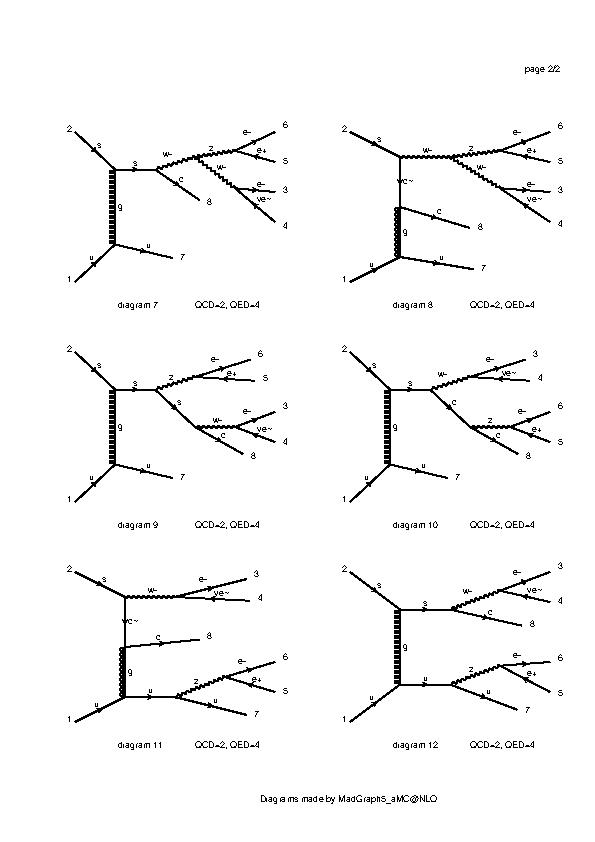 page 2/2
2 s g u 1 s w- c 8 z w- e- 6 e+ 5 e- 3 ve~ 4 u 7
diagram 7 QCD=2, QED=4
2 s w- c~ c 8 g u 1 z w- e- 6 e+ 5 e- 3 ve~ 4 u 7
diagram 8 QCD=2, QED=4
2 s g u 1 s z e- 6 e+ 5 s w- e- 3 ve~ 4 c 8 u 7
diagram 9 QCD=2, QED=4
2 s g u 1 s w- e- 3 ve~ 4 c z e- 6 e+ 5 c 8 u 7
diagram 10 QCD=2, QED=4
2 s w- e- 3 ve~ 4 c~ c 8 g u 1 u z e- 6 e+ 5 u 7
diagram 11 QCD=2, QED=4
2 s s w- e- 3 ve~ 4 c 8 g u 1 u z e- 6 e+ 5 u 7
diagram 12 QCD=2, QED=4
Diagrams made by MadGraph5_aMC@NLO